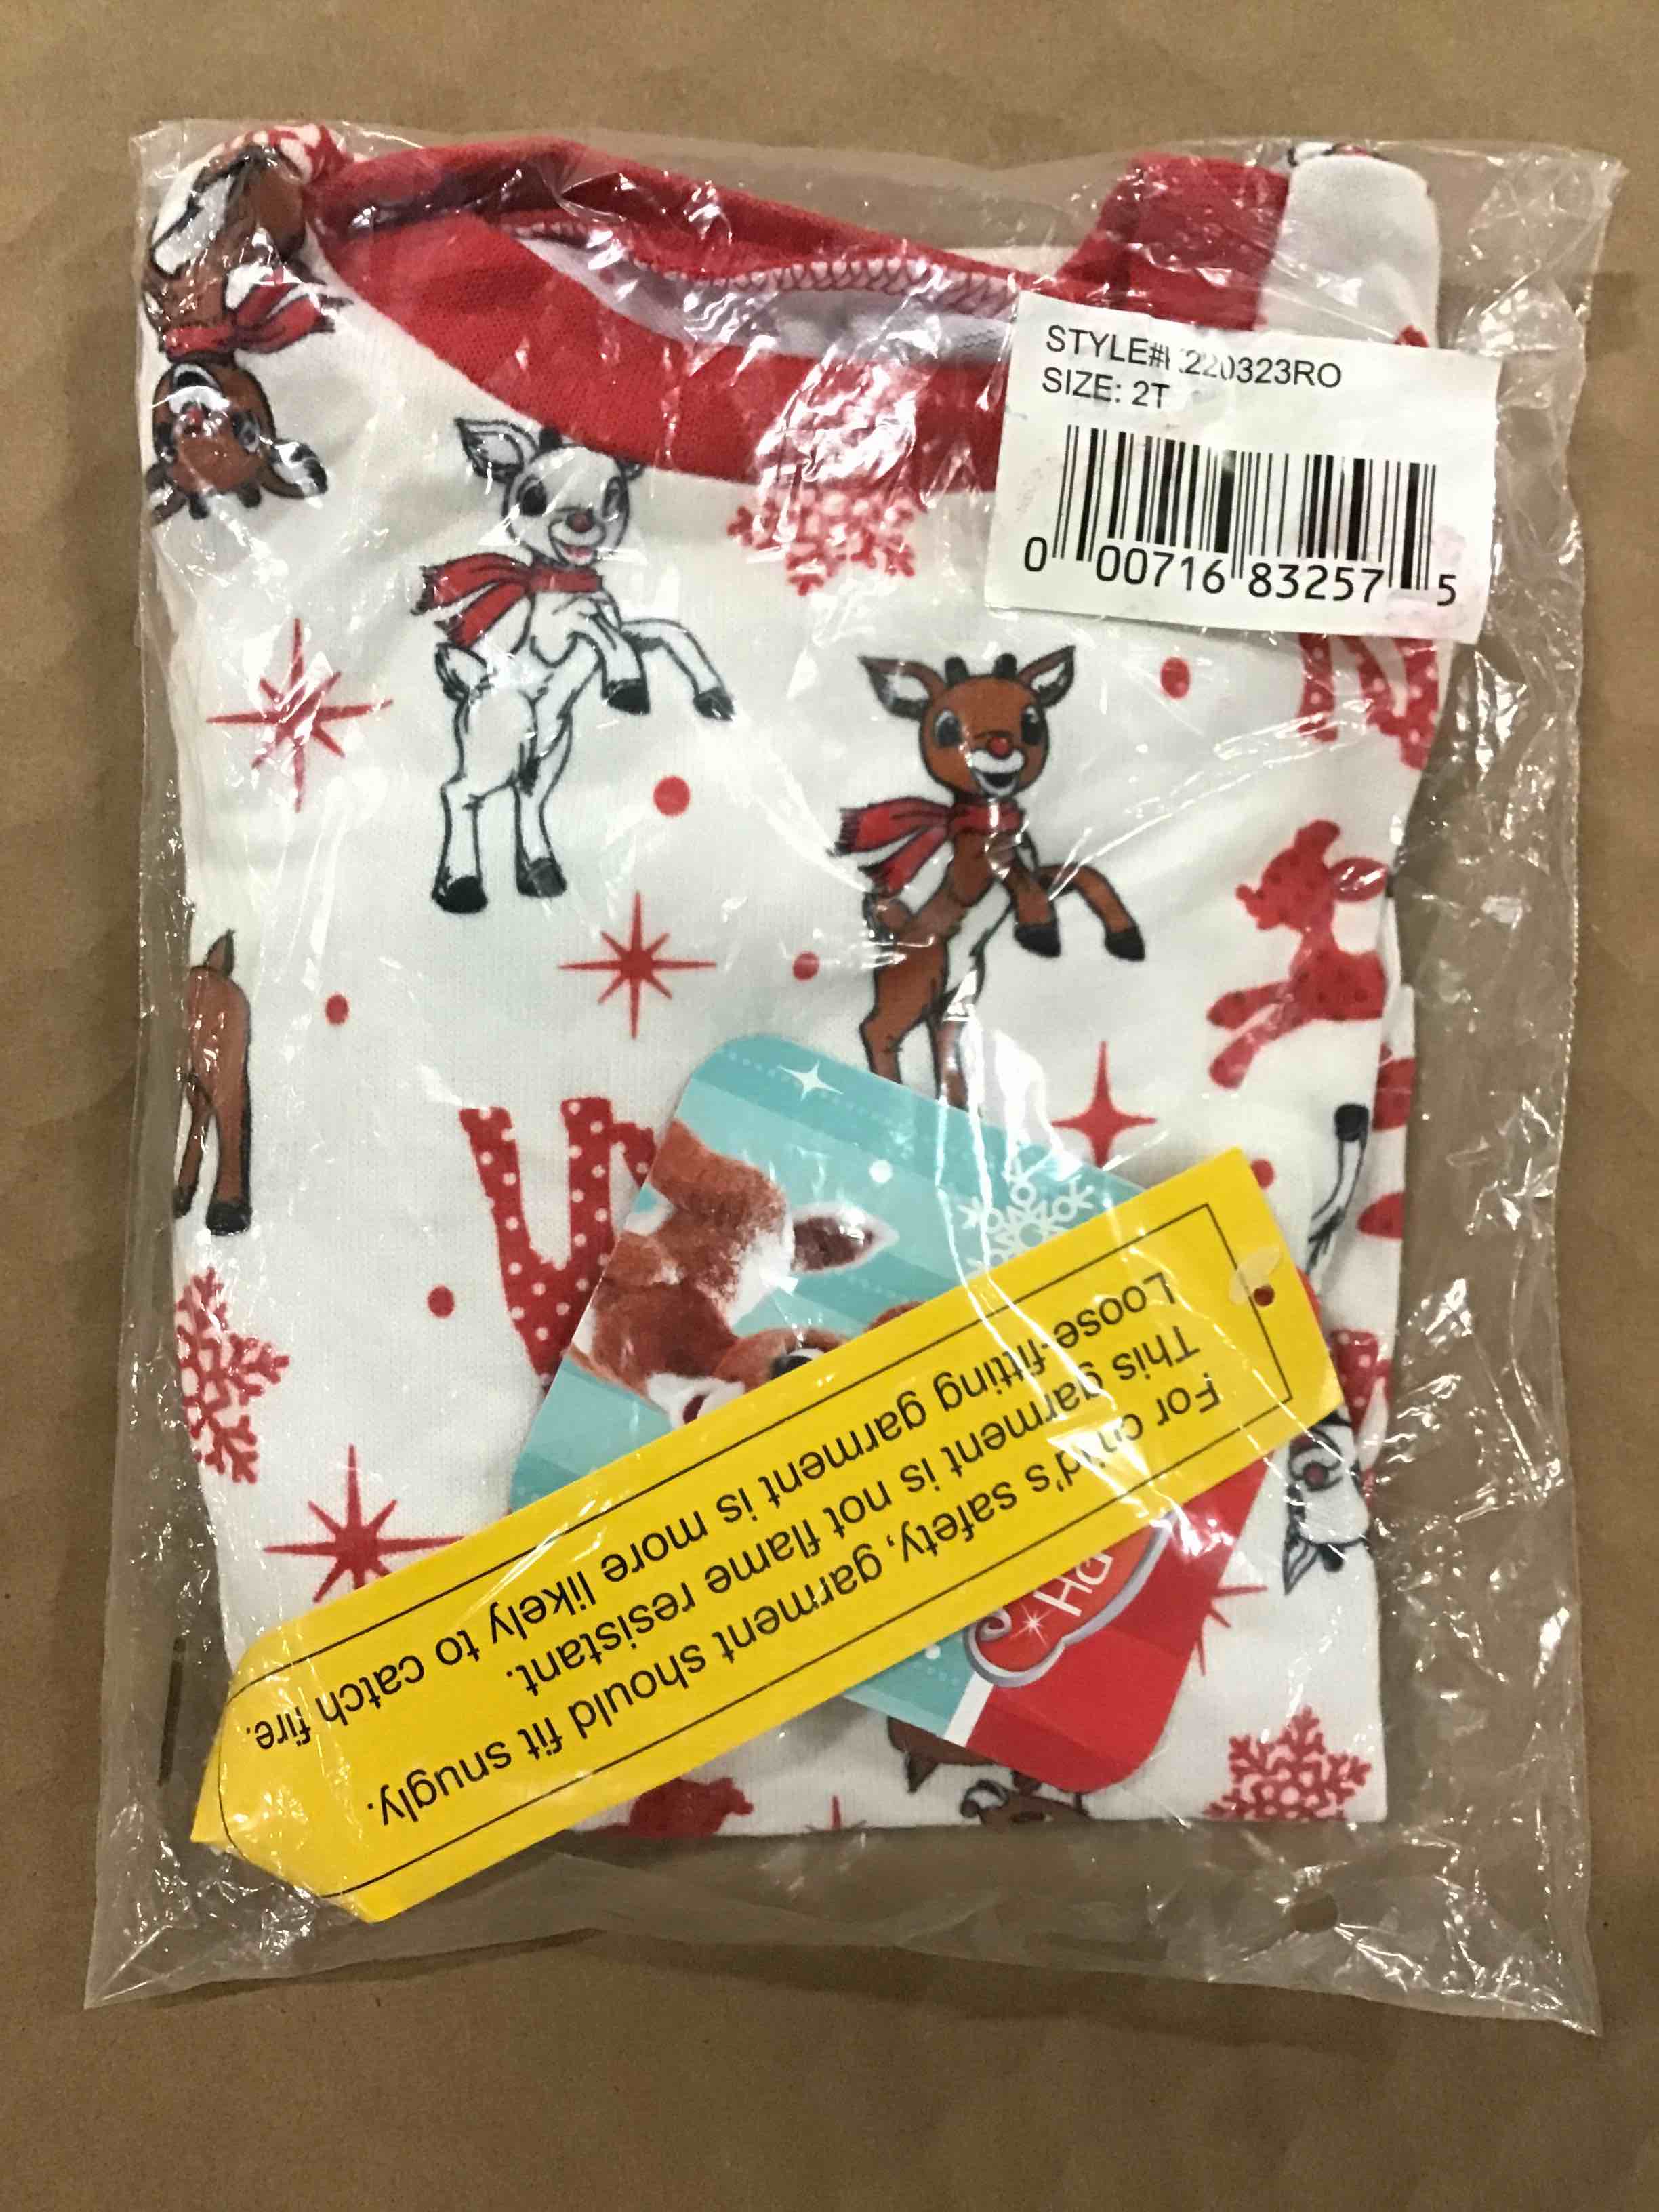 SIZE: 2T
0 00716 83257 5
For child's safety, garment should fit snugly.
This garment is not flame resistant.
Loose-fitting garment is more likely to catch fire.